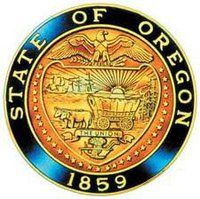 STATE OF OREGON
THE UNION
1859